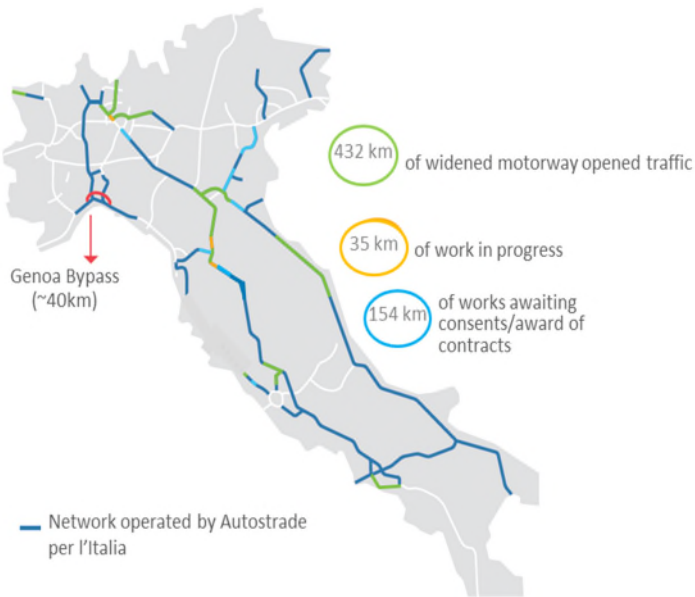 432 km
of widened motorway opened traffic
35 km
of work in progress
154 km
of works awaiting
consents/award of
contracts
Genoa Bypass
(~40km)
Network operated by Autostrade
per l'Italia